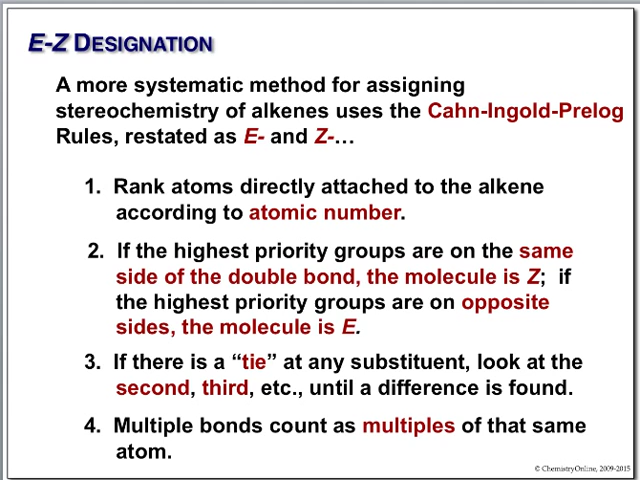 E-Z DESIGNATION
A more systematic method for assigning
stereochemistry of alkenes uses the Cahn-Ingold-Prelog
Rules, restated as E- and Z-…
1. Rank atoms directly attached to the alkene
according to atomic number.
2. If the highest priority groups are on the same
side of the double bond, the molecule is Z; if
the highest priority groups are on opposite
sides, the molecule is E.
3. If there is a “tie” at any substituent, look at the
second, third, etc., until a difference is found.
4. Multiple bonds count as multiples of that same
atom.
© ChemistryOnline, 2009-2015